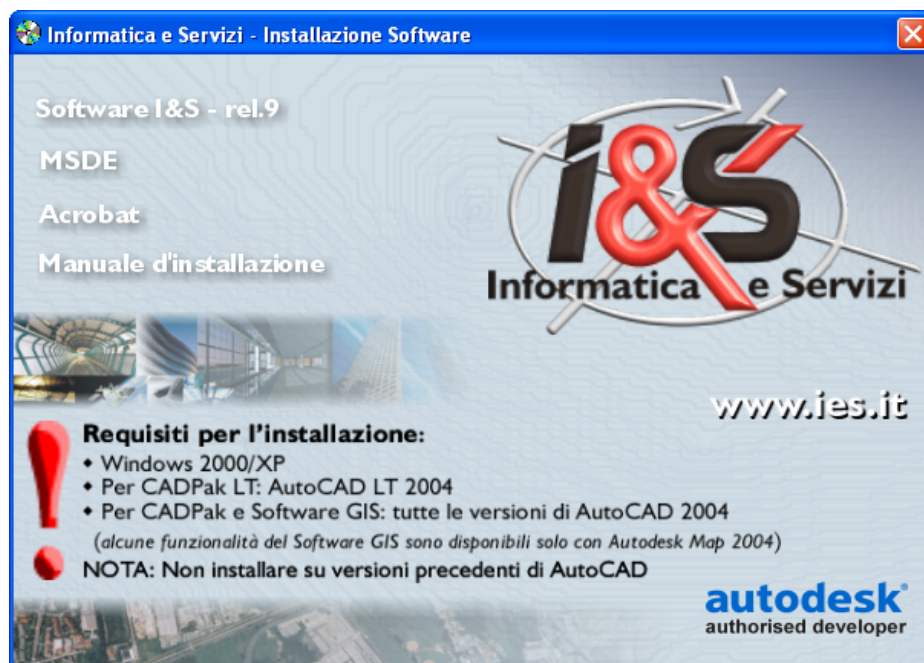 Informatica e Servizi - Installazione Software
Software I&S - rel.9
MSDE
Acrobat
Manuale d'installazione
i&S
Informatica e Servizi
www.ies.it
Requisiti per l'installazione:
• Windows 2000/XP
• Per CADPak LT: AutoCAD LT 2004
• Per CADPak e Software GIS: tutte le versioni di AutoCAD 2004
(alcune funzionalità del Software GIS sono disponibili solo con Autodesk Map 2004)
NOTA: Non installare su versioni precedenti di AutoCAD
autodesk®
authorised developer